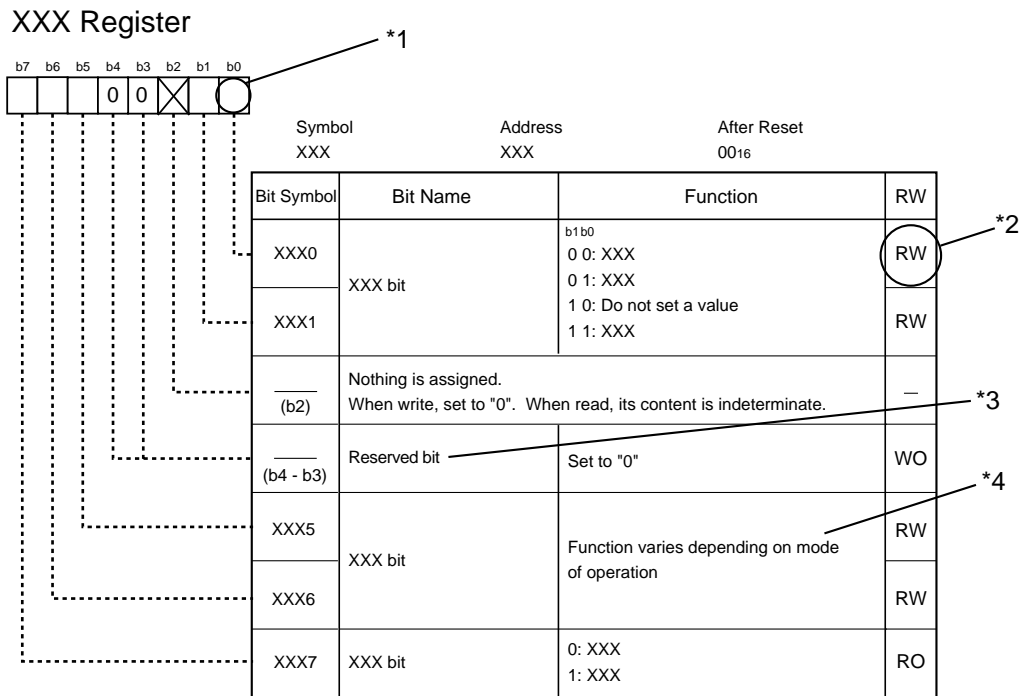 XXX Register
*1
b7 b6 b5 b4 b3 b2 b1 b0
0 0
Symbol Address After Reset
XXX XXX 0016
Bit Symbol Bit Name Function RW
*2
XXX0 XXX bit b1b0 RW
0 0: XXX
0 1: XXX
1 0: Do not set a value
XXX1 1 1: XXX RW
(b2) Nothing is assigned. —
When write, set to "0". When read, its content is indeterminate.
*3
(b4 - b3) Reserved bit Set to "0" WO
*4
XXX5 XXX bit Function varies depending on mode RW
of operation
XXX6 RW
XXX7 XXX bit 0: XXX RO
1: XXX